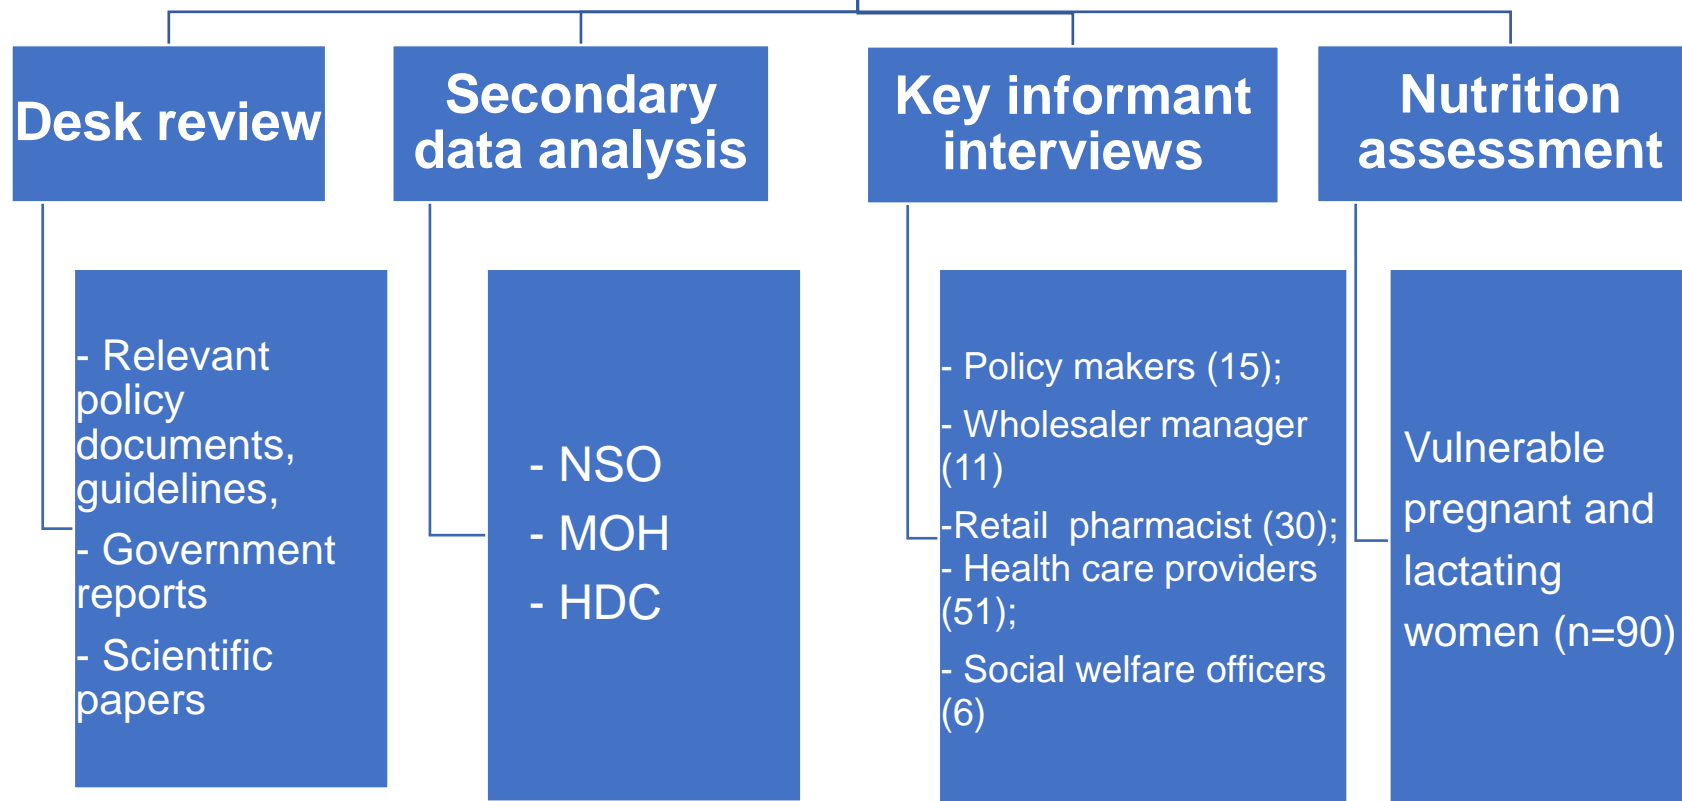 Desk review
Secondary
data analysis
Key informant
interviews
Nutrition
assessment
- Relevant
policy
documents,
guidelines,
- Government
reports
- Scientific
papers
- NSO
- MOH
- HDC
- Policy makers (15);
- Wholesaler manager
(11)
-Retail  pharmacist (30);
- Health care providers
(51);
- Social welfare officers
(6)
Vulnerable
pregnant and
lactating
women (n=90)